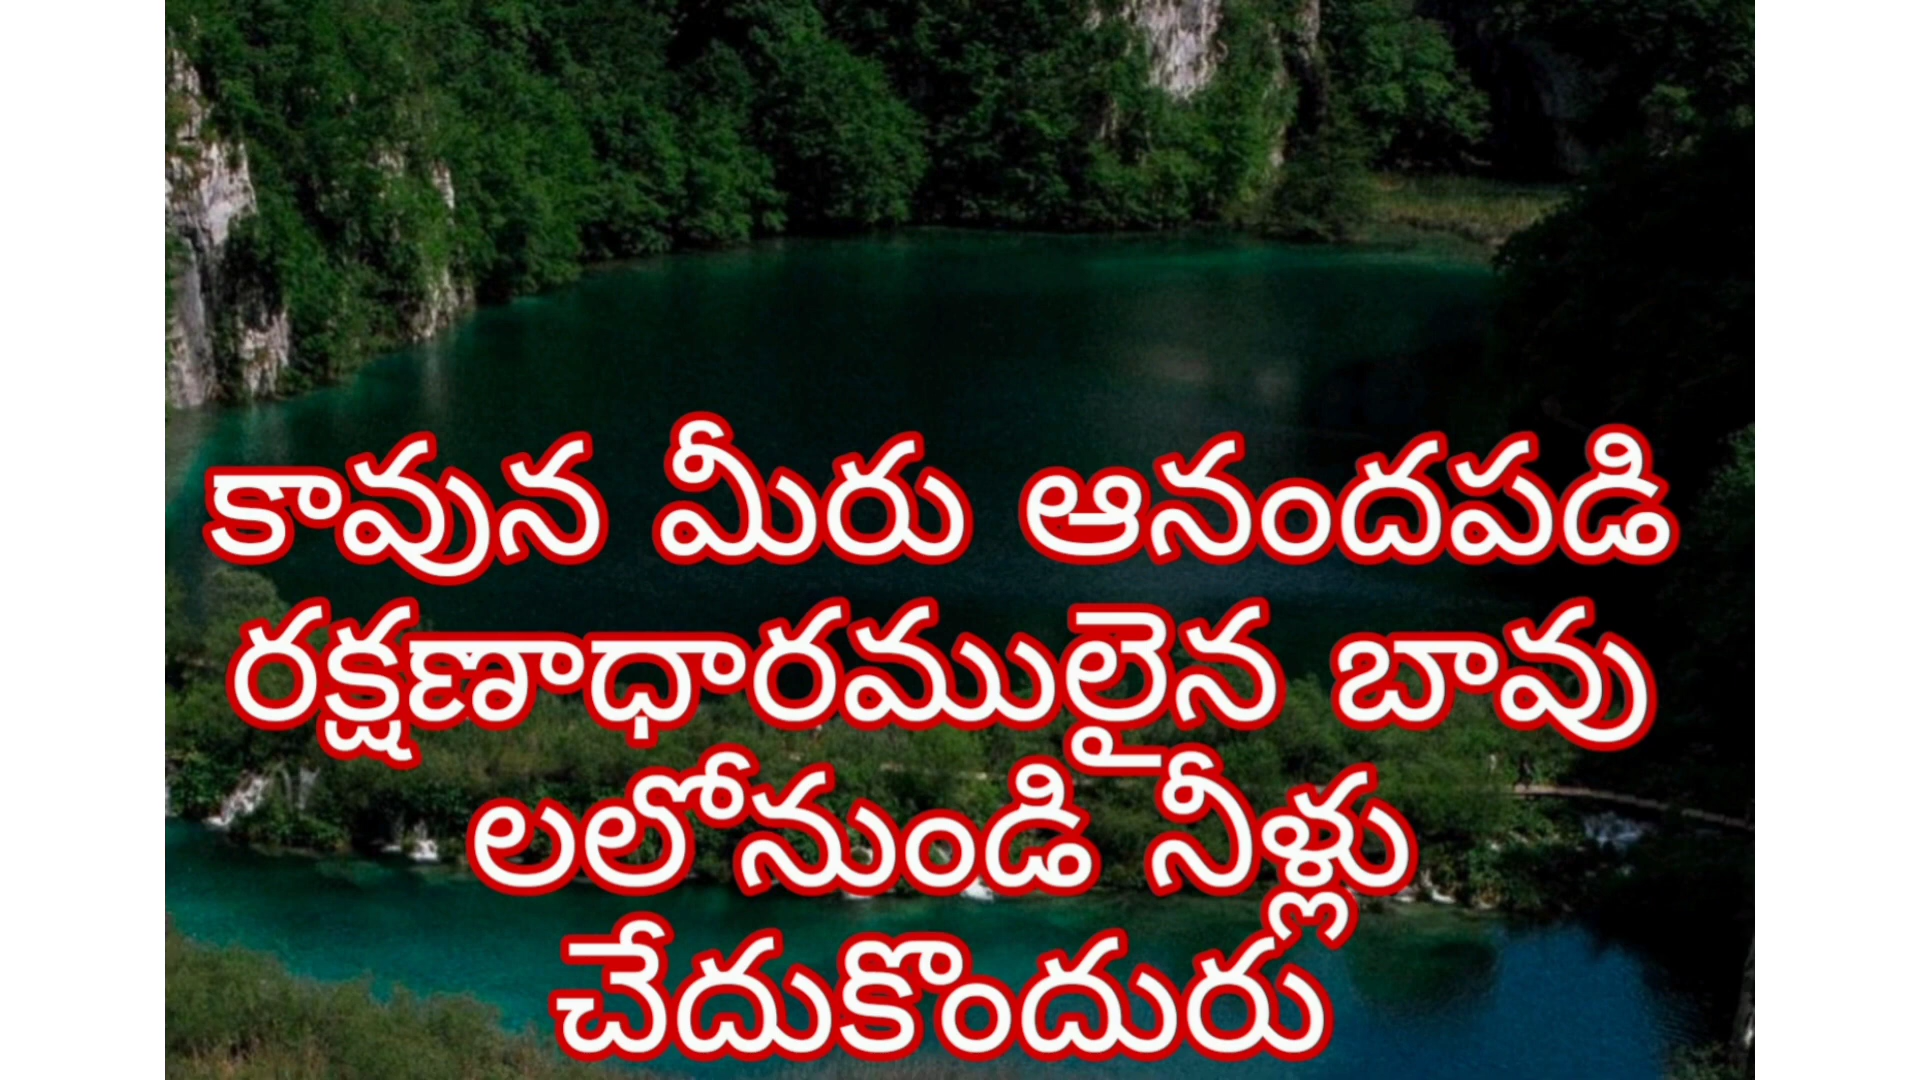 కావున మీరు ఆనందపడి
రక్షణాధారములైన బావు
లలోనుండి నీళ్లు
చేదుకొందురు